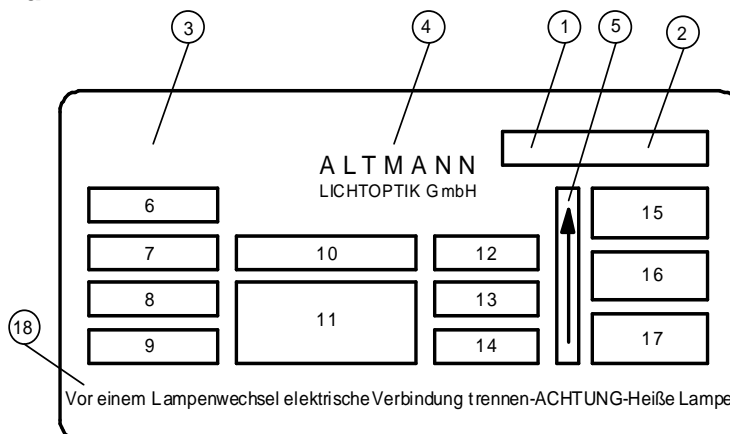 3 4 1 5 2
ALTMANN
LICHTOPTIK GmbH
6 15
7 10 12
16
8 11 13
9 14 17
18
Vor einem Lampenwechsel elektrische Verbindung trennen-ACHTUNG-Heiße Lampe